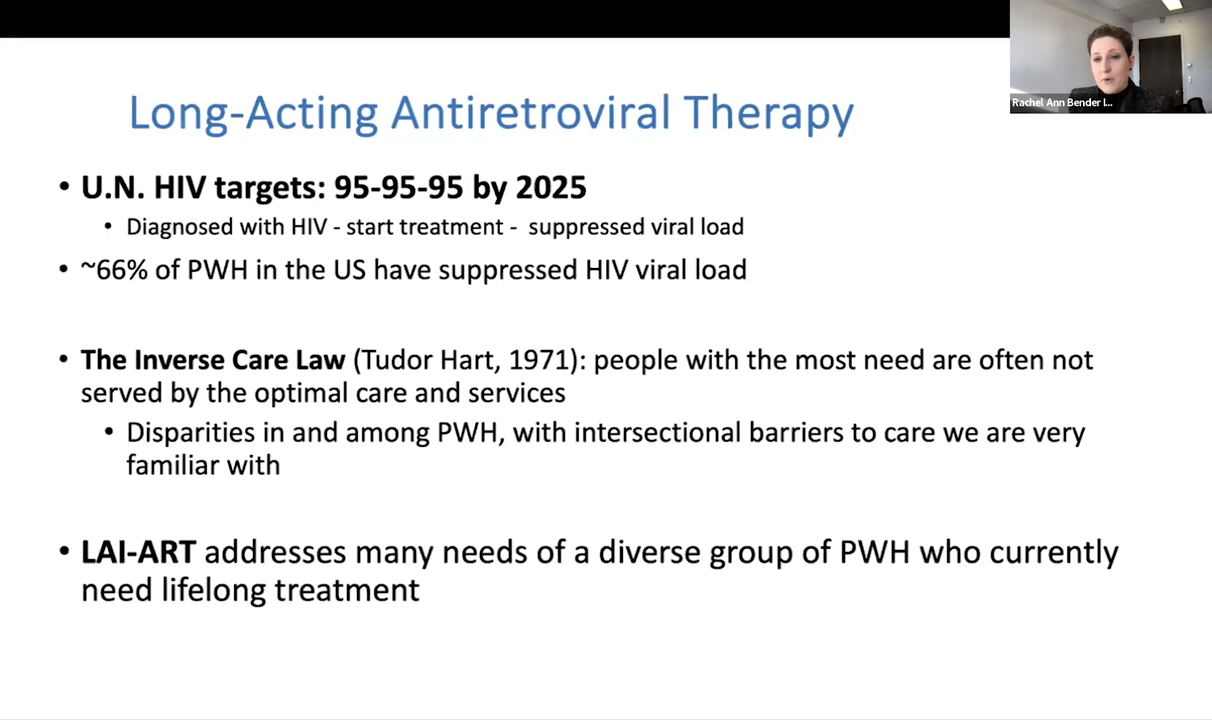 Long-Acting Antiretroviral Therapy
Rachel Ann Bender I...
• U.N. HIV targets: 95-95-95 by 2025
• Diagnosed with HIV - start treatment -  suppressed viral load
• ~66% of PWH in the US have suppressed HIV viral load
• The Inverse Care Law (Tudor Hart, 1971): people with the most need are often not
served by the optimal care and services
• Disparities in and among PWH, with intersectional barriers to care we are very
familiar with
• LAI-ART addresses many needs of a diverse group of PWH who currently
need lifelong treatment